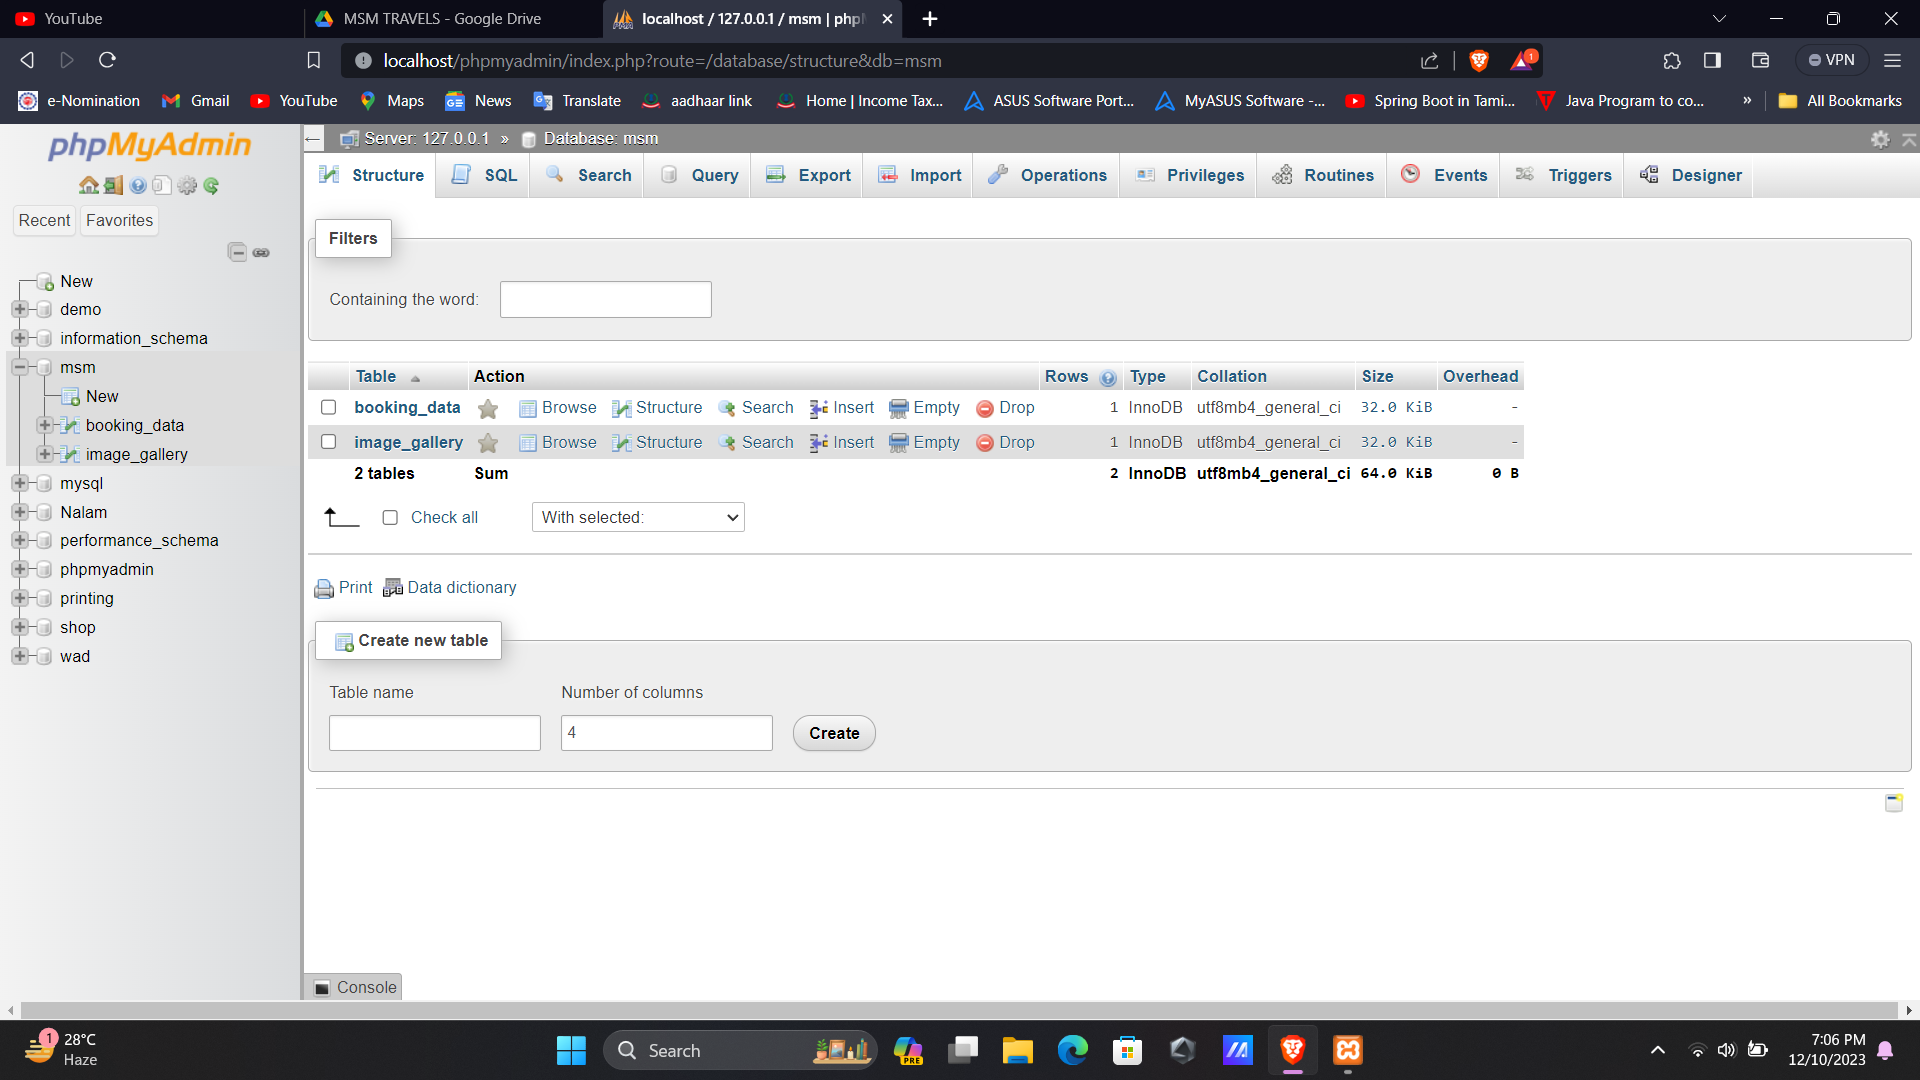 YouTube
MSM TRAVELS - Google Drive
localhost / 127.0.0.1 / msm | php
localhost/phpmyadmin/index.php?route=/database/structure&db=msm
1
VPN
e-Nomination Gmail YouTube Maps News Translate aadhaar link Home | Income Tax... ASUS Software Port... MyASUS Software -... Spring Boot in Tami... Java Program to co... » All Bookmarks
phpMyAdmin
Recent Favorites
New
demo
information_schema
msm
New
booking_data
image_gallery
mysql
Nalam
performance_schema
phpmyadmin
printing
shop
wad
Server: 127.0.0.1 » Database: msm
Structure SQL Search Query Export Import Operations Privileges Routines Events Triggers Designer
Filters
Containing the word:
Table Action Rows Type Collation Size Overhead
booking_data Browse Structure Search Insert Empty Drop 1 InnoDB utf8mb4_general_ci 32.0 KiB -
image_gallery Browse Structure Search Insert Empty Drop 1 InnoDB utf8mb4_general_ci 32.0 KiB -
2 tables Sum 2 InnoDB utf8mb4_general_ci 64.0 KiB 0 B
Check all With selected:
Print Data dictionary
Create new table
Table name Number of columns
4 Create
Console
1
28°C
Haze
Search
PRE
7:06 PM
12/10/2023